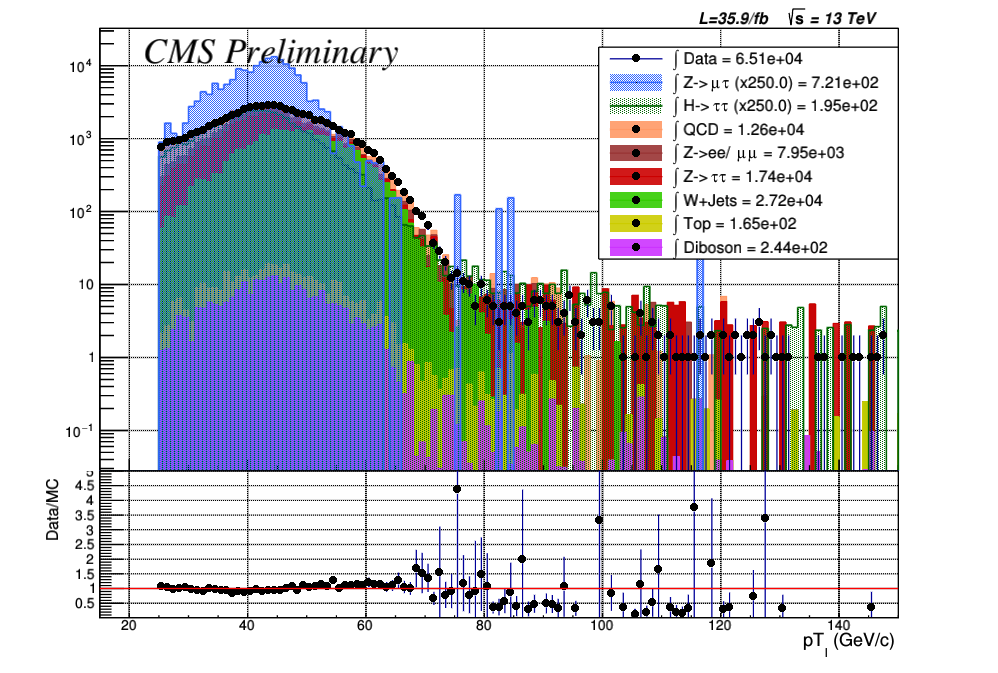 L=35.9/fb √s = 13 TeV
CMS Preliminary
∫ Data = 6.51e+04
∫ Z->μτ (x250.0) = 7.21e+02
∫ H->ττ (x250.0) = 1.95e+02
∫ QCD = 1.26e+04
∫ Z->ee/ μμ = 7.95e+03
∫ Z->ττ = 1.74e+04
∫ W+Jets = 2.72e+04
∫ Top = 1.65e+02
∫ Diboson = 2.44e+02
10⁴
10³
10²
10
1
10⁻¹
Data/MC
5
4.5
4
3.5
3
2.5
2
1.5
1
0.5
20 40 60 80 100 120 140
pT_l (GeV/c)